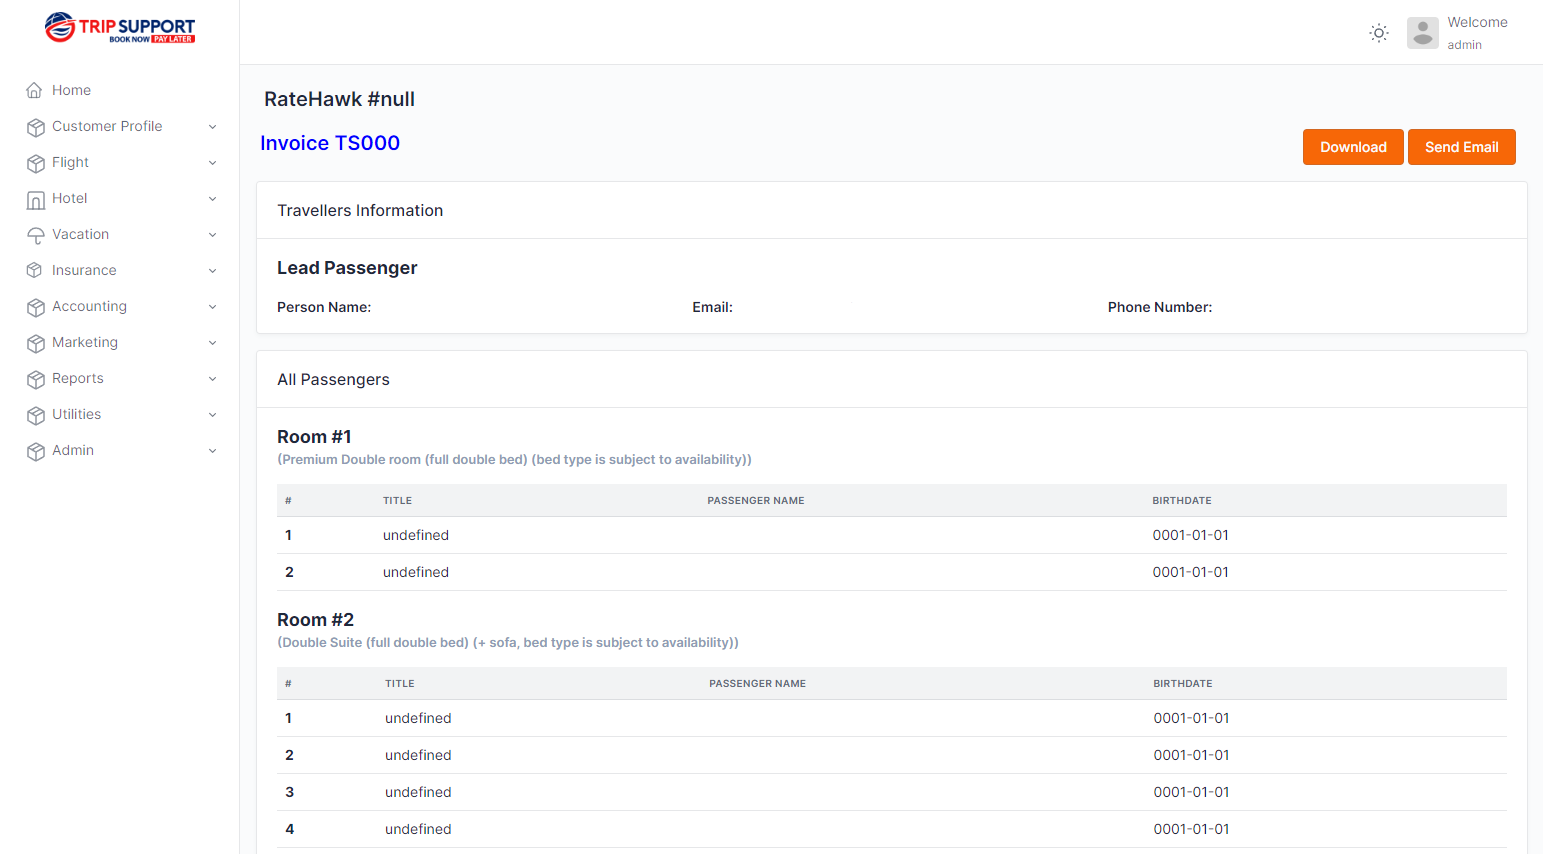 TRIP SUPPORT
BOOK NOW PAY LATER
Welcome
admin
Home
Customer Profile
Flight
Hotel
Vacation
Insurance
Accounting
Marketing
Reports
Utilities
Admin
RateHawk #null
Invoice TS000
Download Send Email
Travellers Information
Lead Passenger
Person Name: Email: Phone Number:
All Passengers
Room #1
(Premium Double room (full double bed) (bed type is subject to availability))
# TITLE PASSENGER NAME BIRTHDATE
1 undefined 0001-01-01
2 undefined 0001-01-01
Room #2
(Double Suite (full double bed) (+ sofa, bed type is subject to availability))
# TITLE PASSENGER NAME BIRTHDATE
1 undefined 0001-01-01
2 undefined 0001-01-01
3 undefined 0001-01-01
4 undefined 0001-01-01